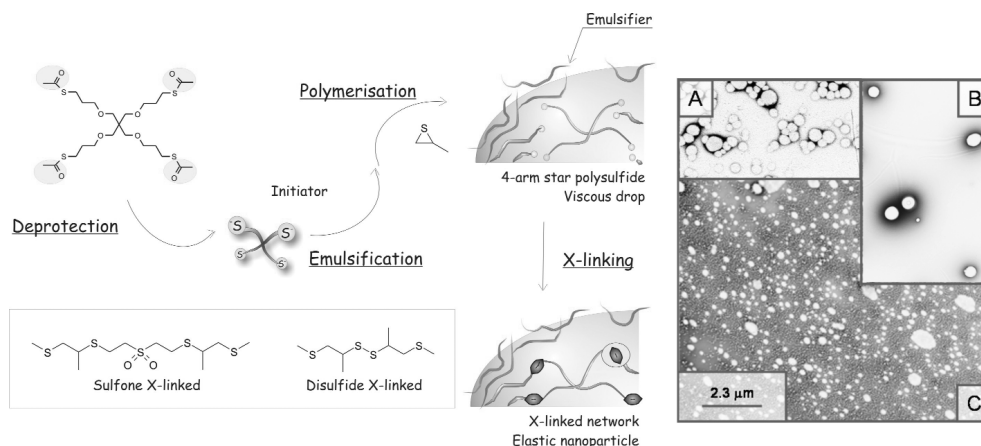 Emulsifier
Polymerisation
S
4-arm star polysulfide
Viscous drop
O
O
S
S
O
O
O
O
S
S
O
O
Initiator
Deprotection
S
S
S
S
Emulsification
X-linking
S
S
S
S
S
O
O
Sulfone X-linked
S
S
S
S
Disulfide X-linked
X-linked network
Elastic nanoparticle
A
B
2.3 µm
C